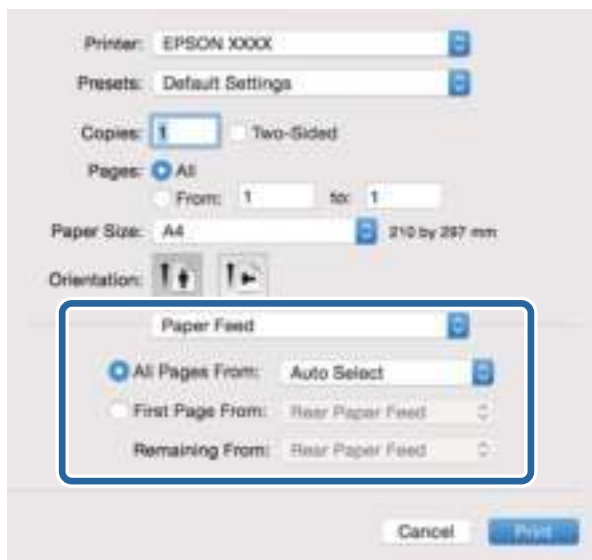 Printer: EPSON XXXX
Presets: Default Settings
Copies: 1 Two-Sided
Pages: All
From: 1 to: 1
Paper Size: A4 210 by 297 mm
Orientation:
Paper Feed
All Pages From: Auto Select
First Page From: Rear Paper Feed
Remaining From: Rear Paper Feed
Cancel Print